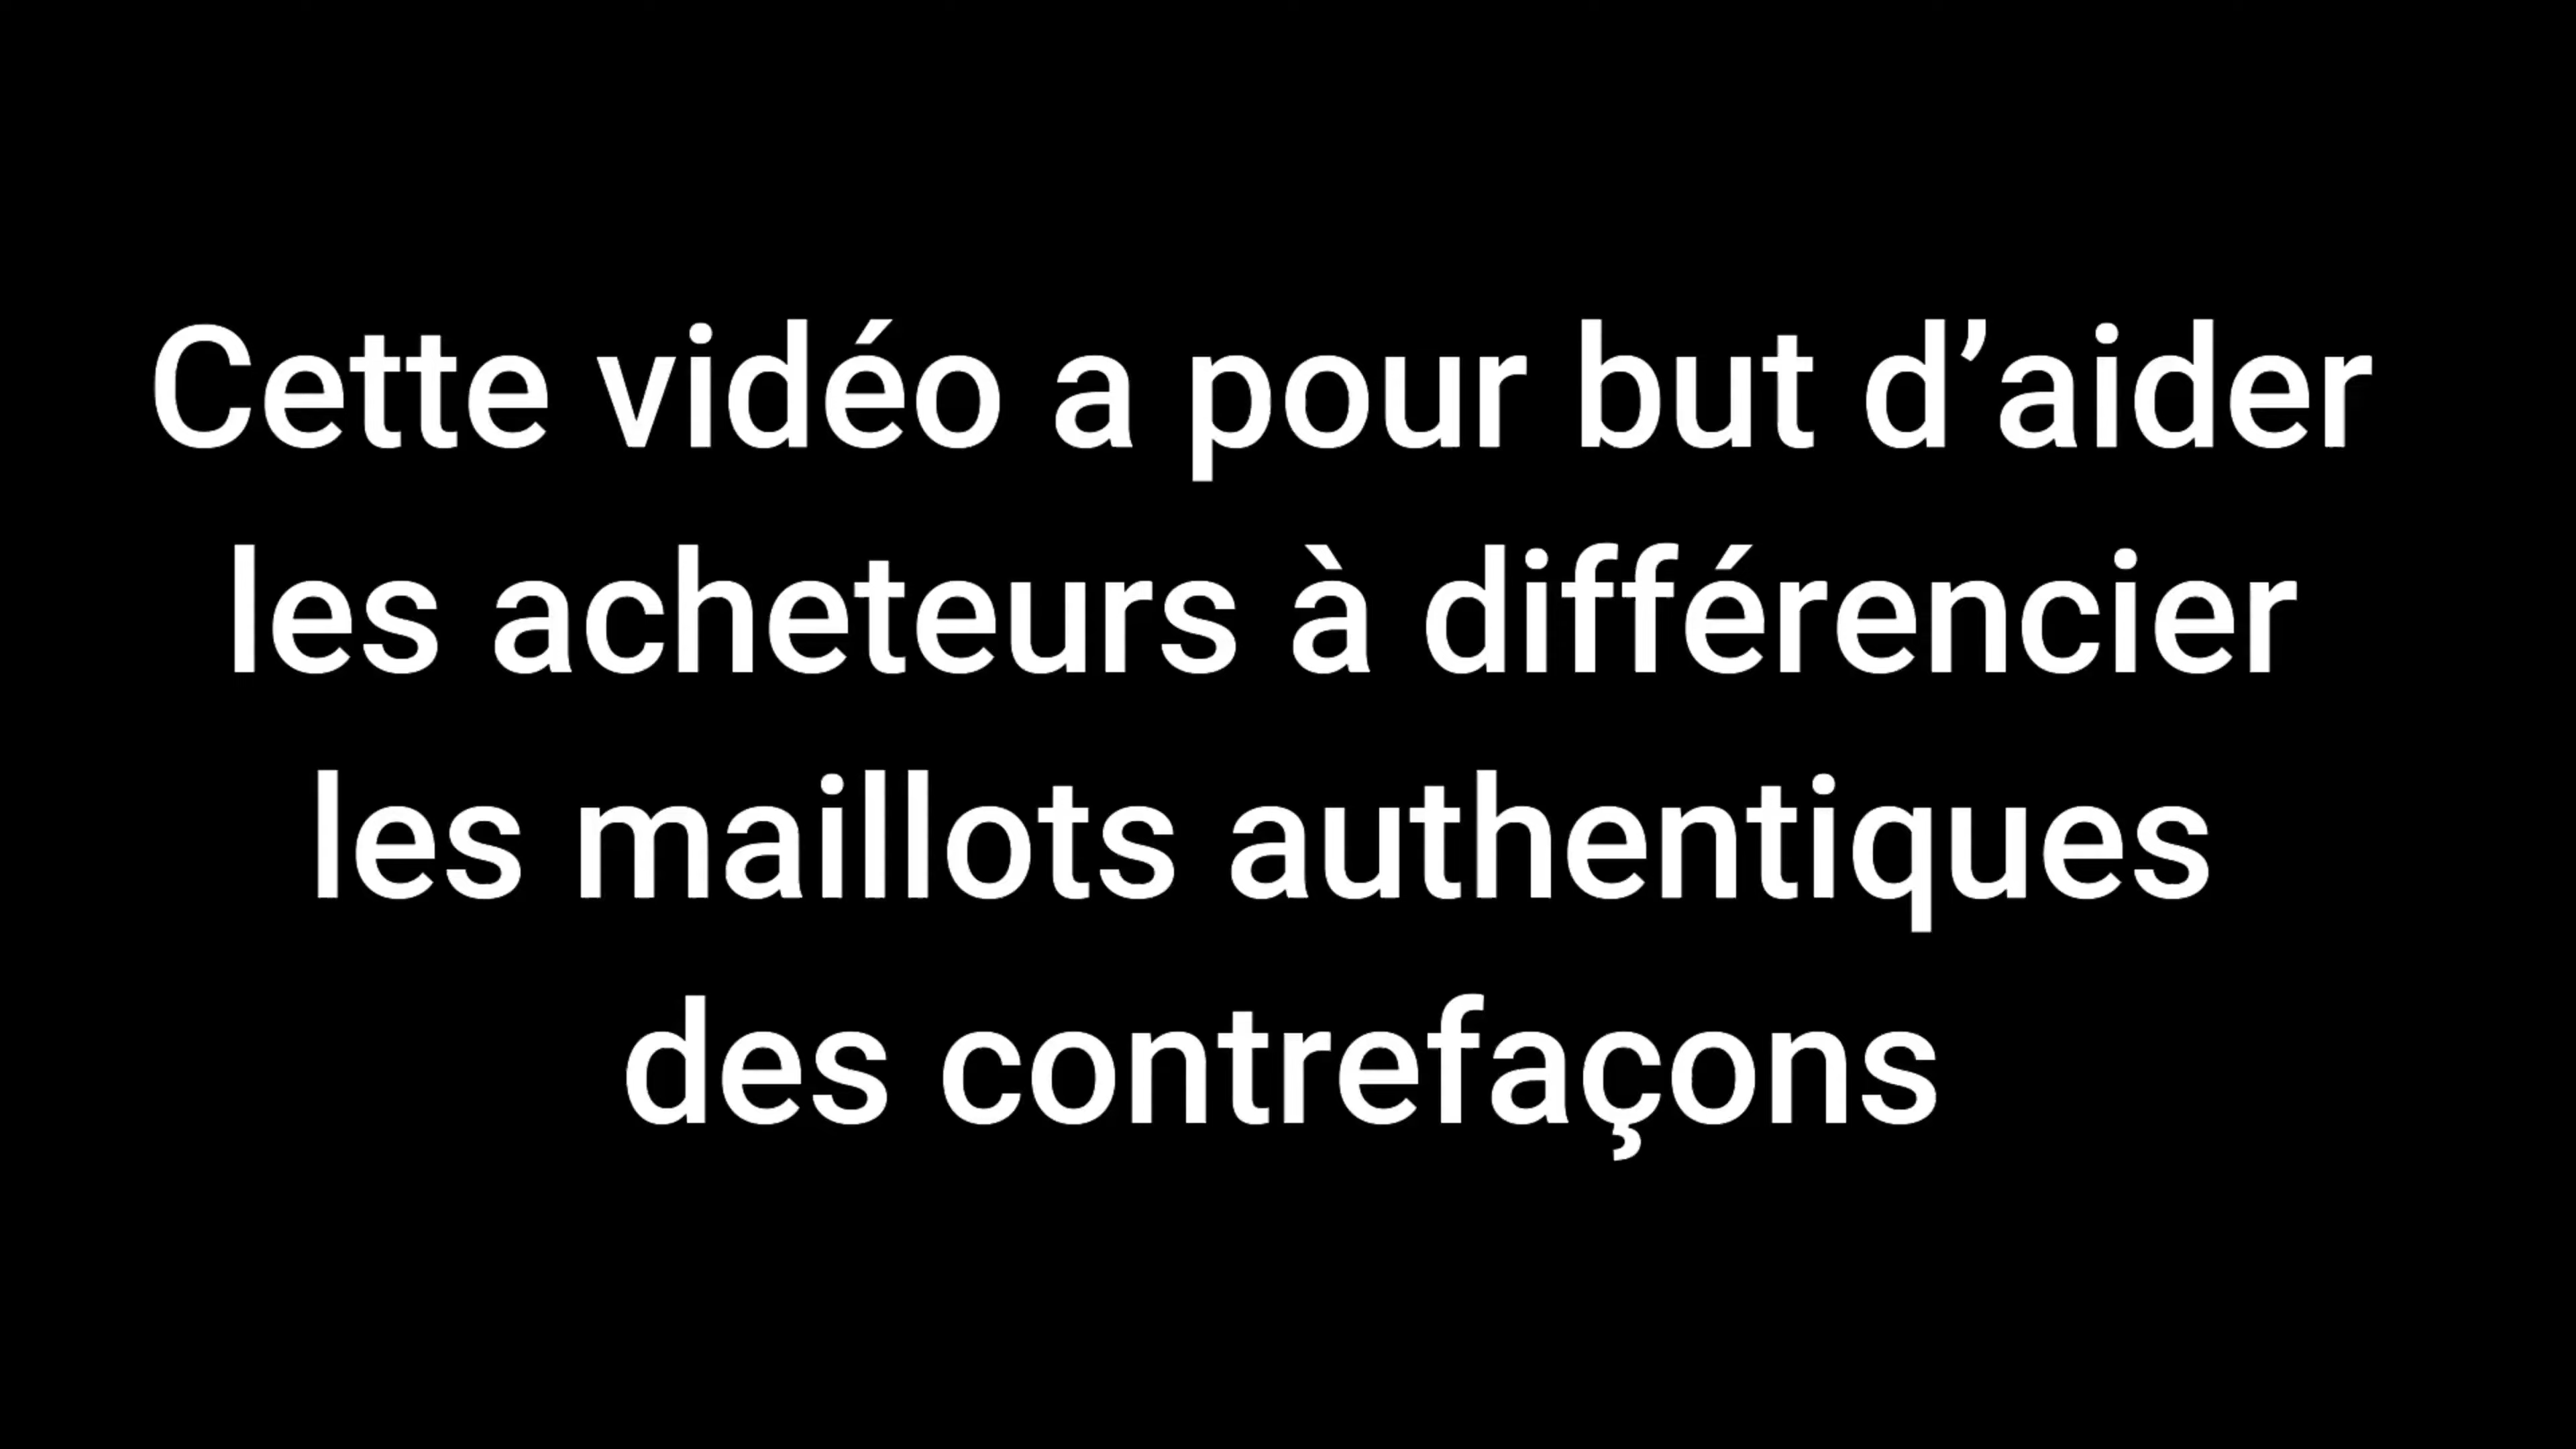 Cette vidéo a pour but d’aider
les acheteurs à différencier
les maillots authentiques
des contrefaçons